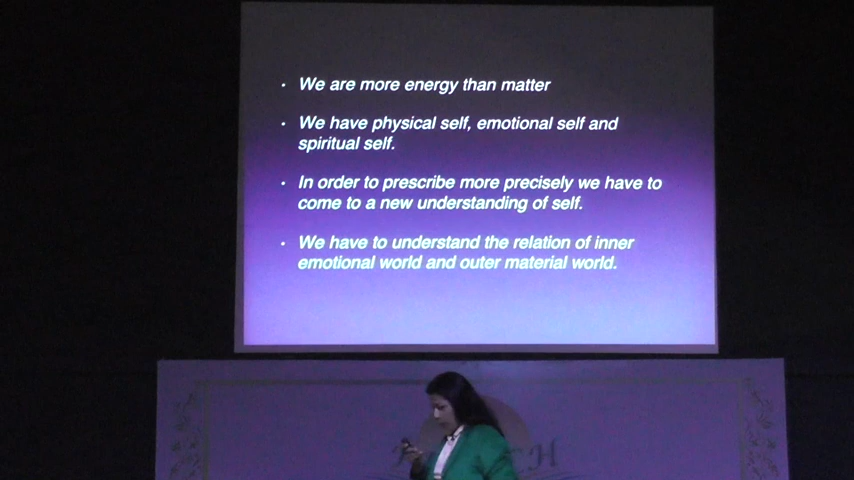 • We are more energy than matter
• We have physical self, emotional self and
spiritual self.
• In order to prescribe more precisely we have to
come to a new understanding of self.
• We have to understand the relation of inner
emotional world and outer material world.